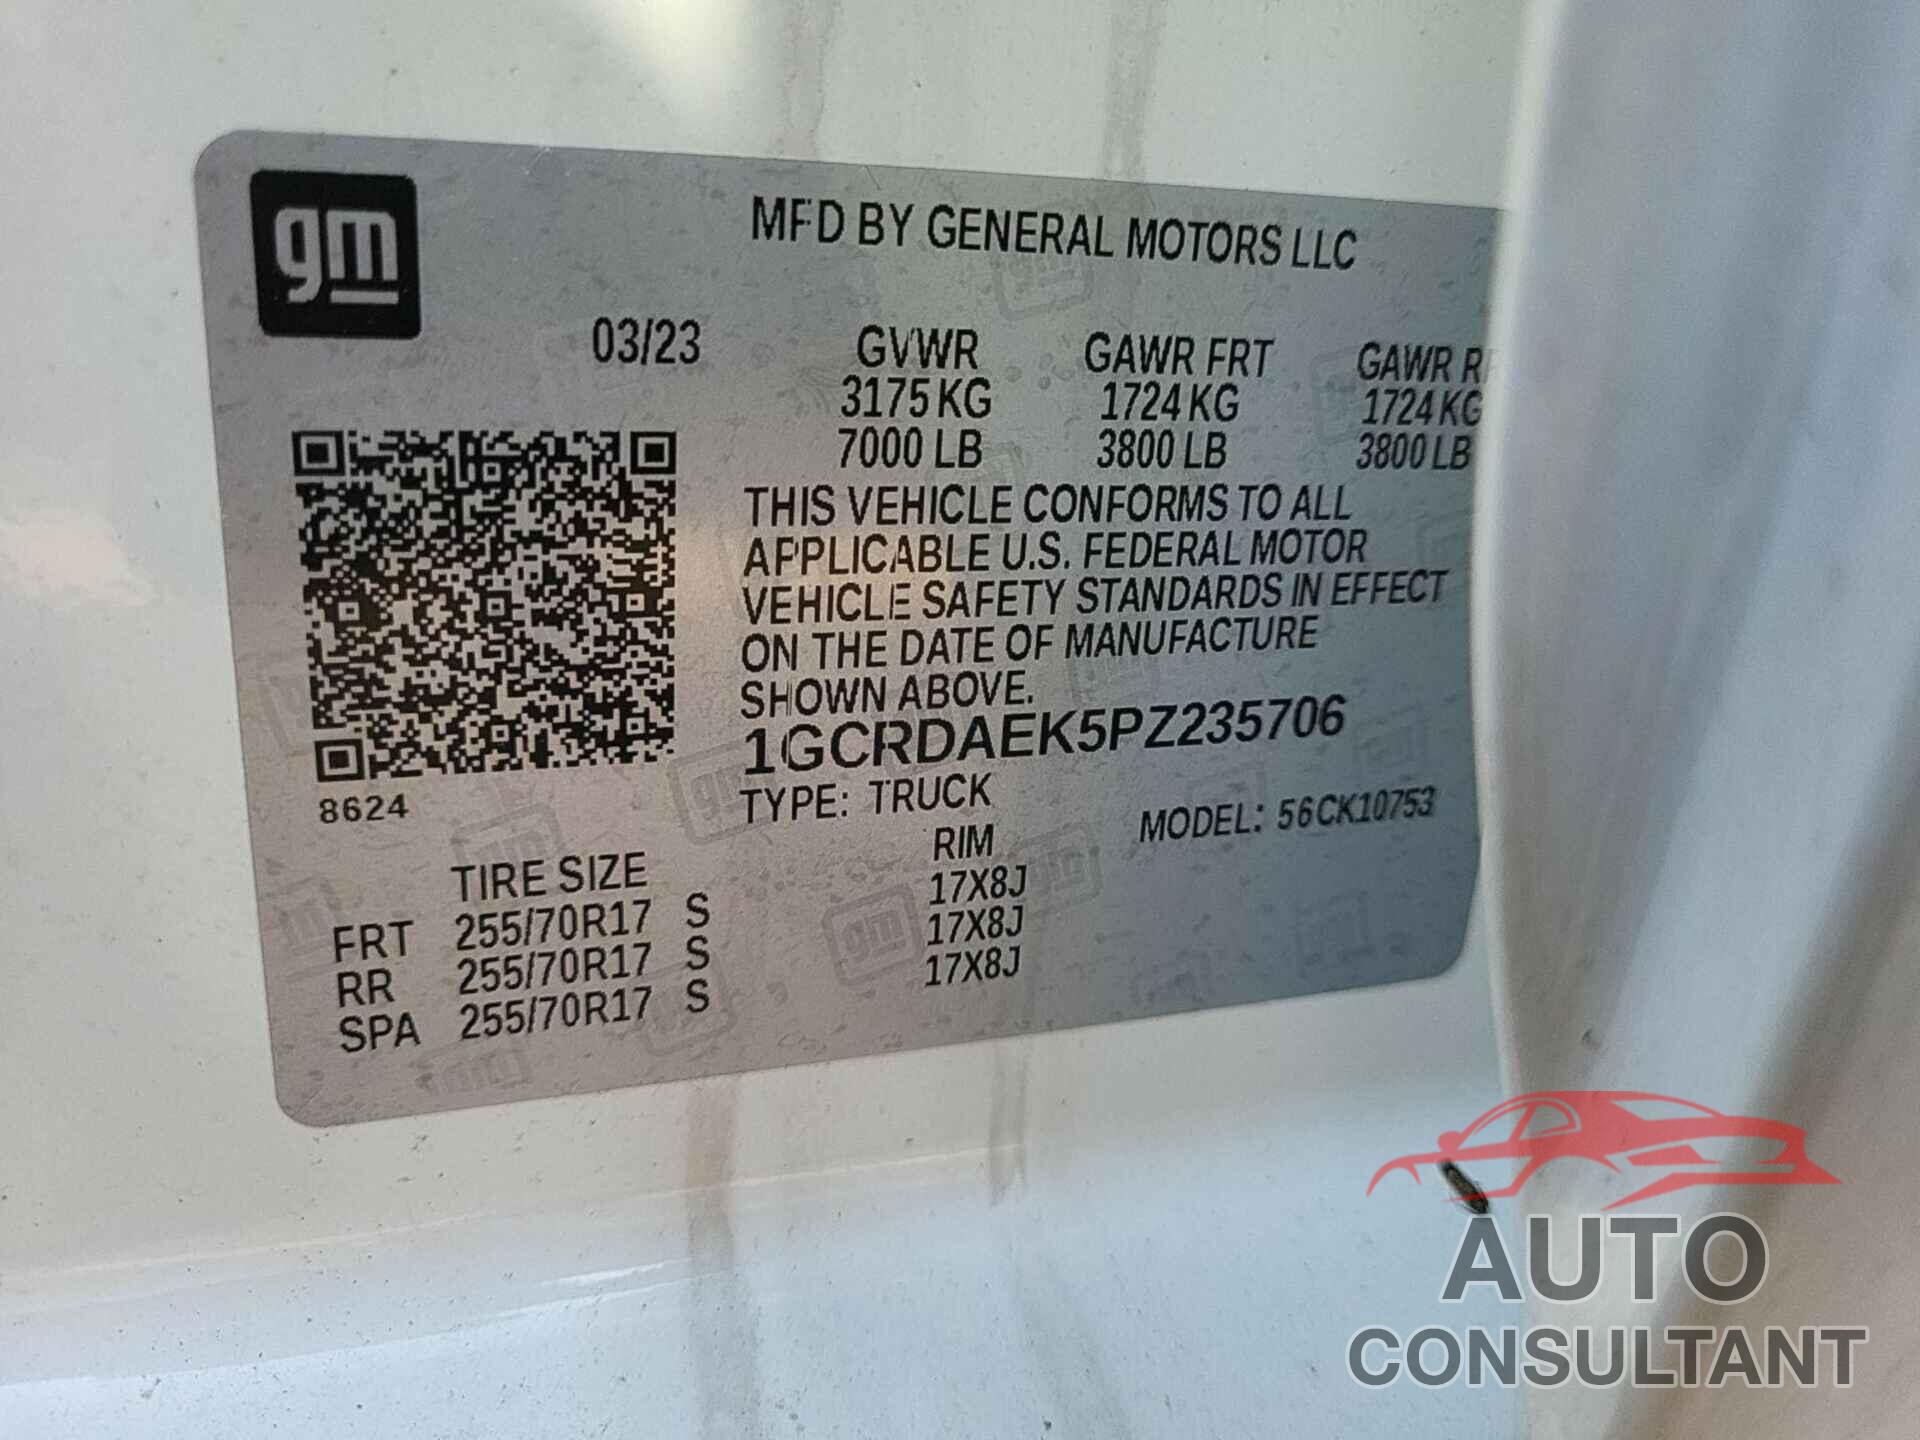 gm
MFD BY GENERAL MOTORS LLC
03/23 GVWR GAWR FRT GAWR
3175 KG 1724 KG 1724 KG
7000 LB 3800 LB 3800 LB
THIS VEHICLE CONFORMS TO ALL
APPLICABLE U.S. FEDERAL MOTOR
VEHICLE SAFETY STANDARDS IN EFFECT
ON THE DATE OF MANUFACTURE
SHOWN ABOVE.
1GCRDAEK5PZ235706
8624
TYPE: TRUCK MODEL: 56CK10753
TIRE SIZE RIM
FRT 255/70R17 S 17X8J
RR 255/70R17 S 17X8J
SPA 255/70R17 S 17X8J
AUTO
CONSULTANT